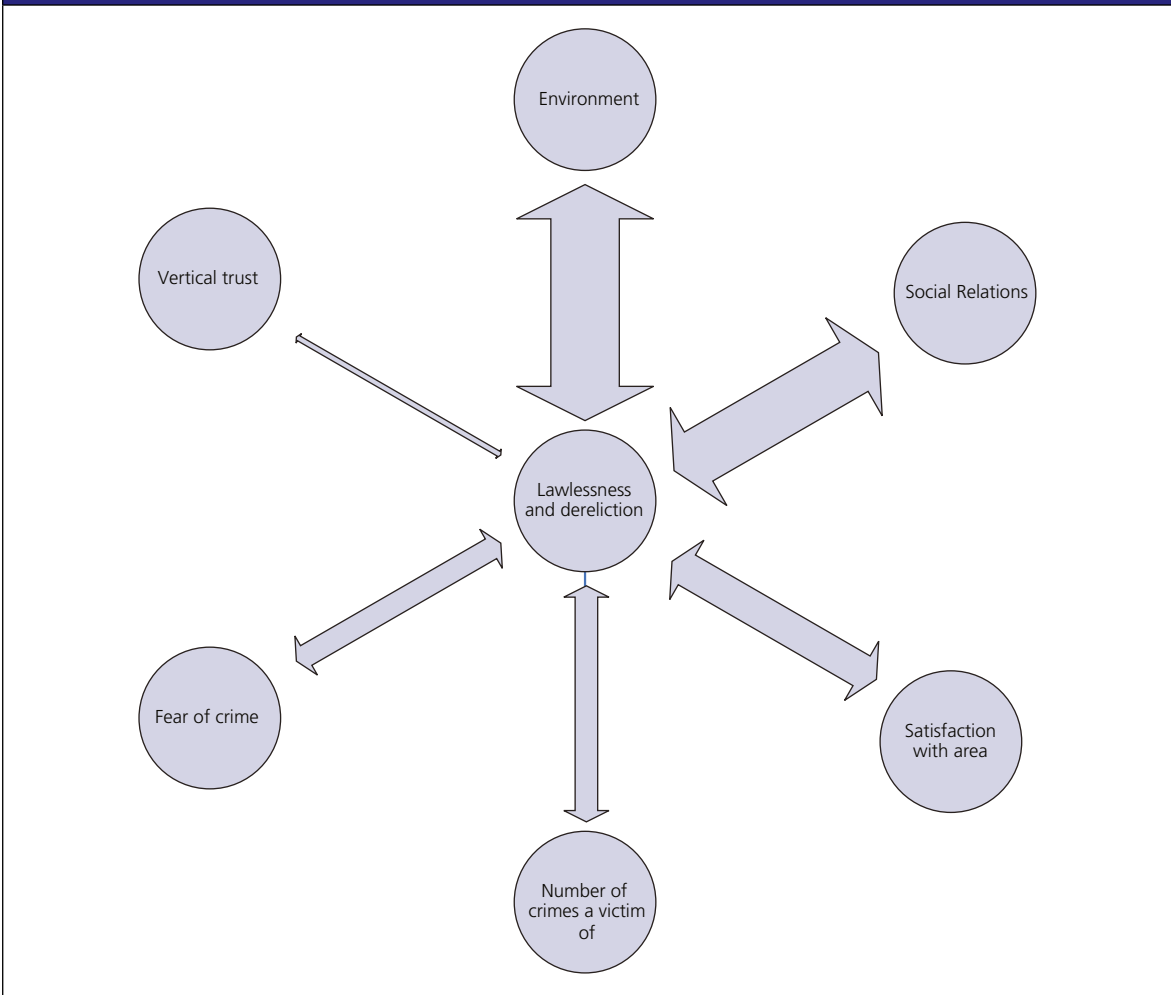 Environment
Vertical trust
Social Relations
Lawlessness
and dereliction
Fear of crime
Satisfaction
with area
Number of
crimes a victim
of